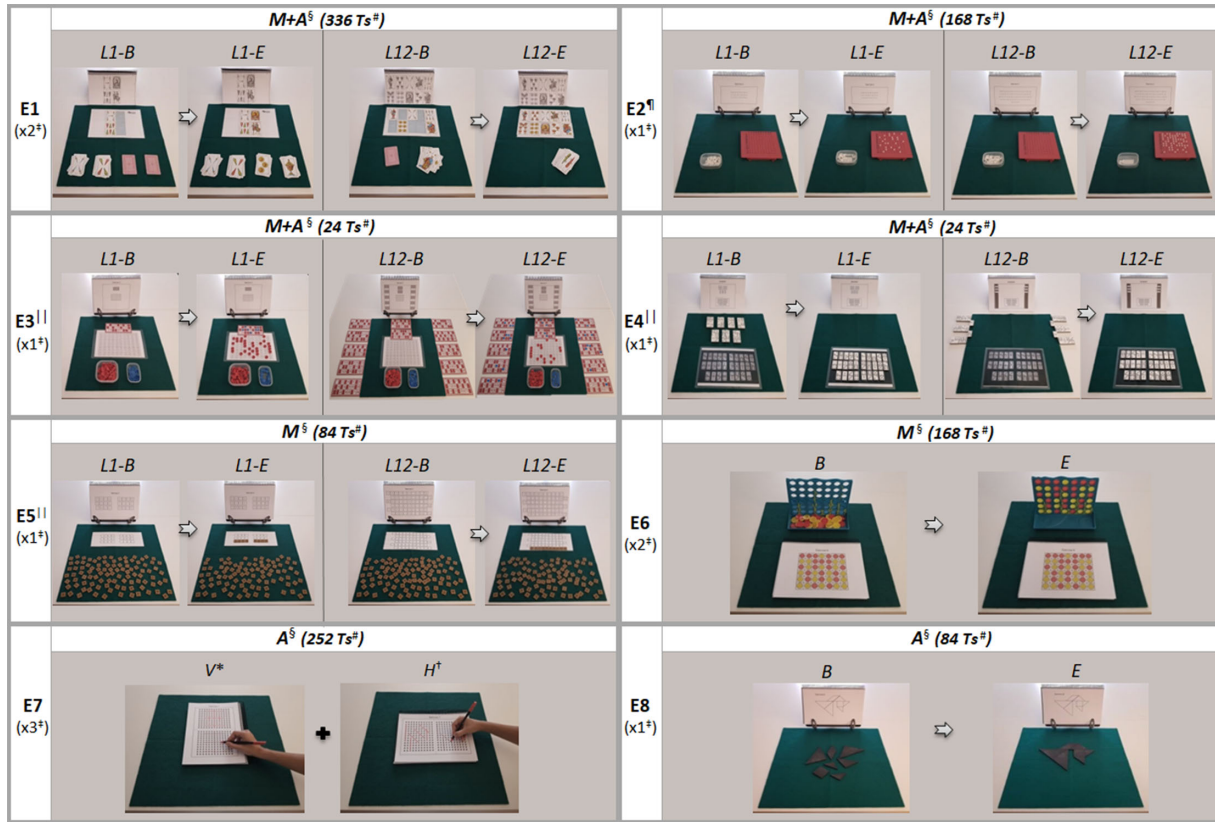 M+A§ (336 Ts#)
L1-B L1-E L12-B L12-E
E1
(x2‡)
M+A§ (168 Ts#)
L1-B L1-E L12-B L12-E
E2¶
(x1‡)
M+A§ (24 Ts#)
L1-B L1-E L12-B L12-E
E3||
(x1‡)
M+A§ (24 Ts#)
L1-B L1-E L12-B L12-E
E4||
(x1‡)
M§ (84 Ts#)
L1-B L1-E L12-B L12-E
E5||
(x1‡)
M§ (168 Ts#)
B E
E6
(x2‡)
A§ (252 Ts#)
V* H†
E7
(x3‡)
A§ (84 Ts#)
B E
E8
(x1‡)